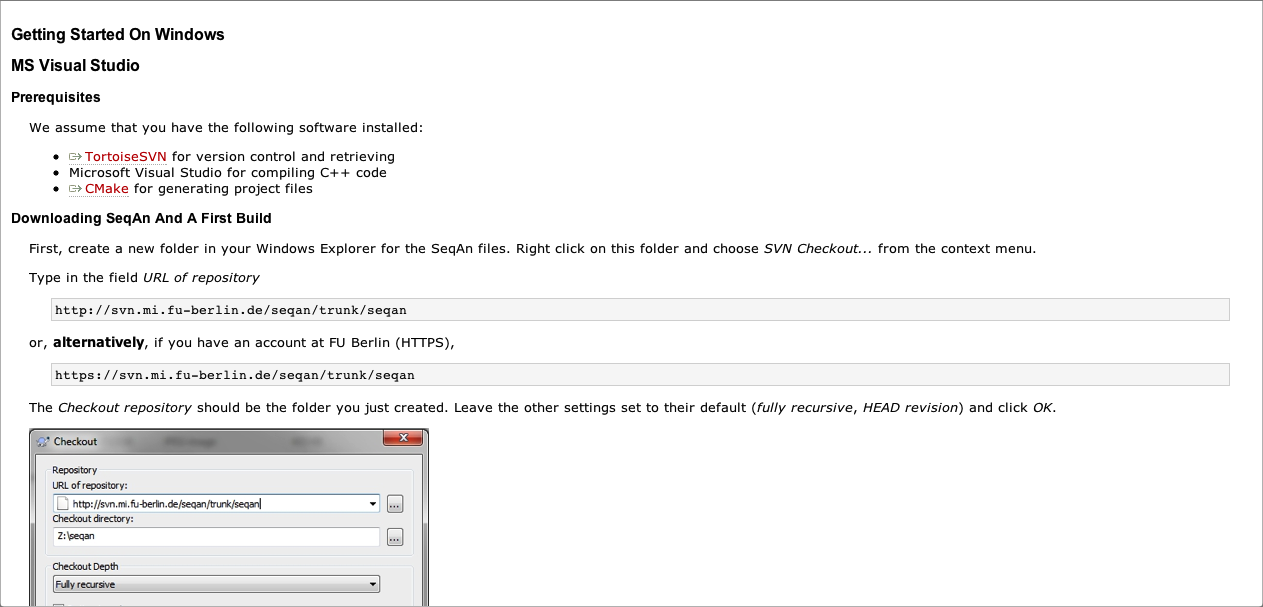 Getting Started On Windows
MS Visual Studio
Prerequisites
We assume that you have the following software installed:
TortoiseSVN for version control and retrieving
Microsoft Visual Studio for compiling C++ code
CMake for generating project files
Downloading SeqAn And A First Build
First, create a new folder in your Windows Explorer for the SeqAn files. Right click on this folder and choose SVN Checkout... from the context menu.
Type in the field URL of repository
http://svn.mi.fu-berlin.de/seqan/trunk/seqan
or, alternatively, if you have an account at FU Berlin (HTTPS),
https://svn.mi.fu-berlin.de/seqan/trunk/seqan
The Checkout repository should be the folder you just created. Leave the other settings set to their default (fully recursive, HEAD revision) and click OK.
Checkout
Repository
URL of repository:
http://svn.mi.fu-berlin.de/seqan/trunk/seqan
...
Checkout directory:
Z:\seqan
...
Checkout Depth
Fully recursive